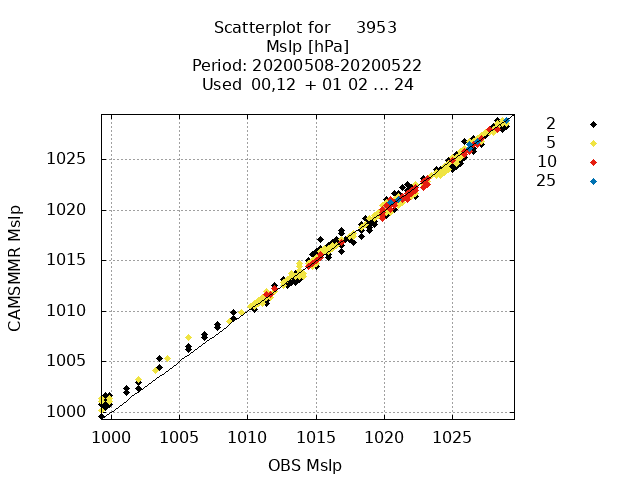 Scatterplot for 3953
Mslp [hPa]
Period: 20200508-20200522
Used 00,12 + 01 02 ... 24
2
5
10
25
CAMSMMR Mslp
1025
1020
1015
1010
1005
1000
1000 1005 1010 1015 1020 1025
OBS Mslp